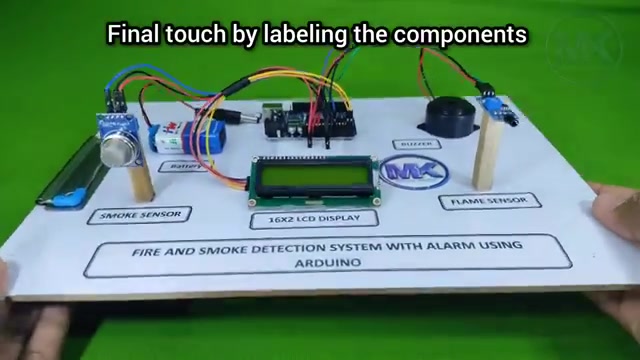 Final touch by labeling the components
MK
Battery
BUZZER
MK
SMOKE SENSOR
16X2 LCD DISPLAY
FLAME SENSOR
FIRE AND SMOKE DETECTION SYSTEM WITH ALARM USING
ARDUINO